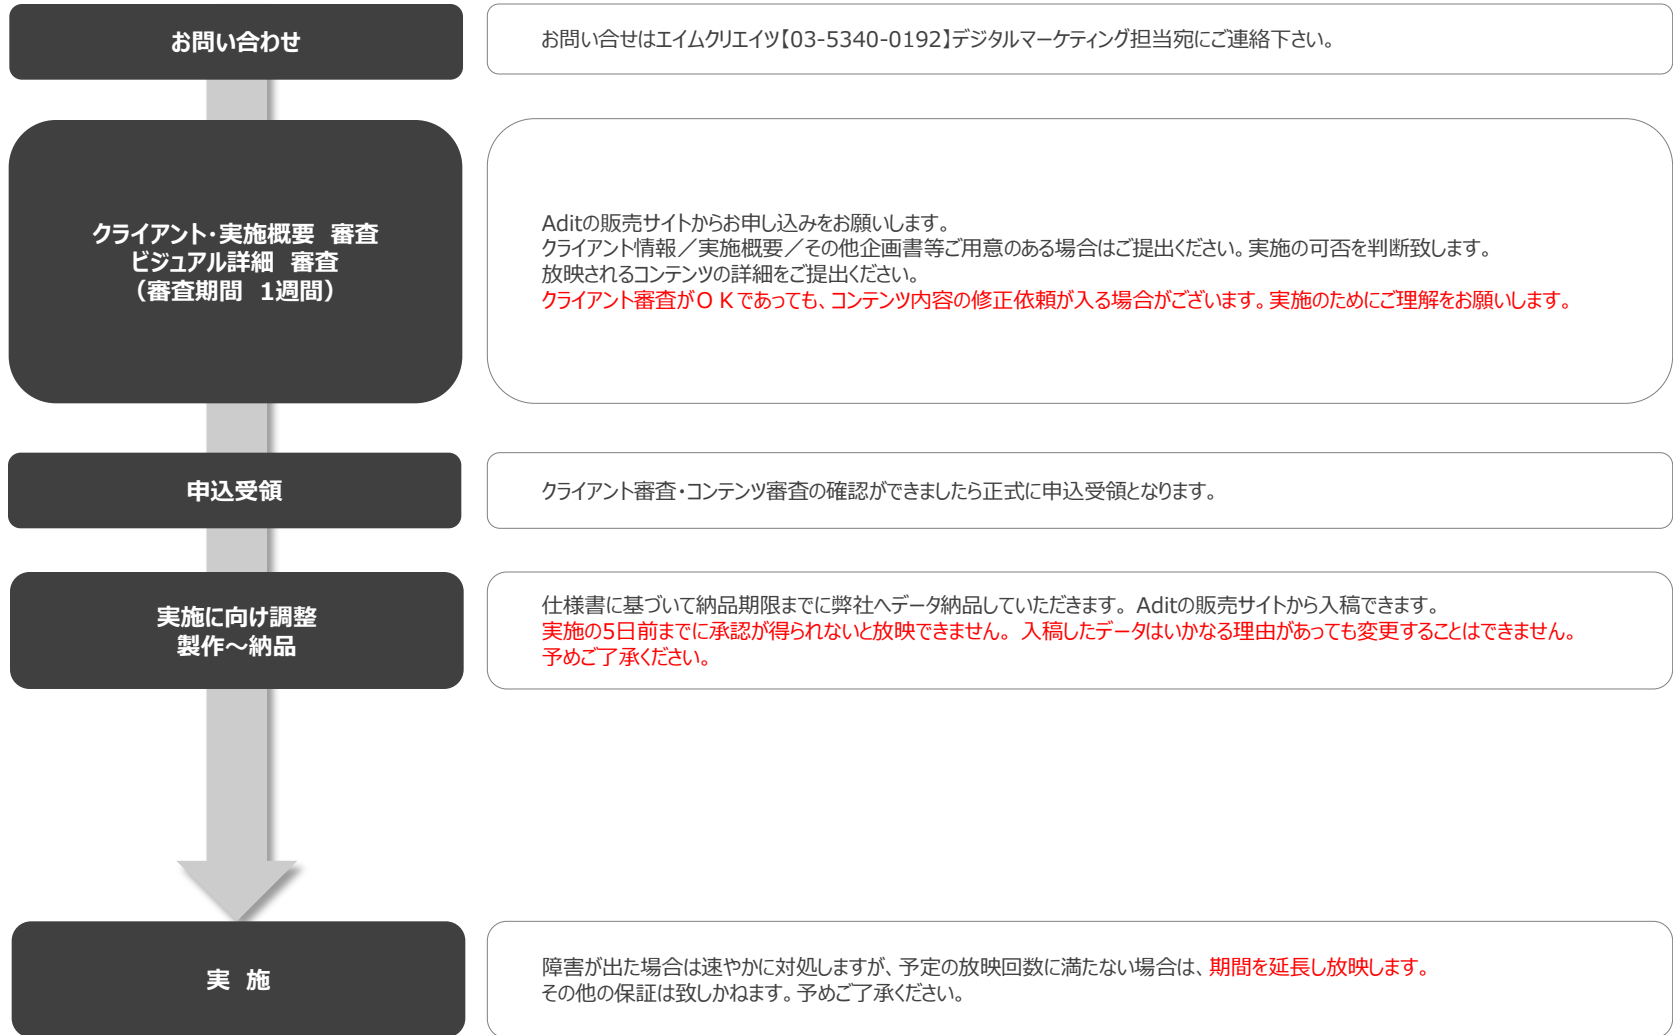 お問い合わせ
お問い合せはエイムクリエイツ【03-5340-0192】デジタルマーケティング担当宛にご連絡下さい。
クライアント・実施概要　審査
ビジュアル詳細　審査
（審査期間　1週間）
Aditの販売サイトからお申し込みをお願いします。
クライアント情報／実施概要／その他企画書等ご用意のある場合はご提出ください。実施の可否を判断致します。
放映されるコンテンツの詳細をご提出ください。
クライアント審査がＯＫであっても、コンテンツ内容の修正依頼が入る場合がございます。実施のためにご理解をお願いします。
申込受領
クライアント審査・コンテンツ審査の確認ができましたら正式に申込受領となります。
実施に向け調整
製作～納品
仕様書に基づいて納品期限までに弊社へデータ納品していただきます。Aditの販売サイトから入稿できます。
実施の5日前までに承認が得られないと放映できません。入稿したデータはいかなる理由があっても変更することはできません。
予めご了承ください。
実　施
障害が出た場合は速やかに対処しますが、予定の放映回数に満たない場合は、期間を延長し放映します。
その他の保証は致しかねます。予めご了承ください。